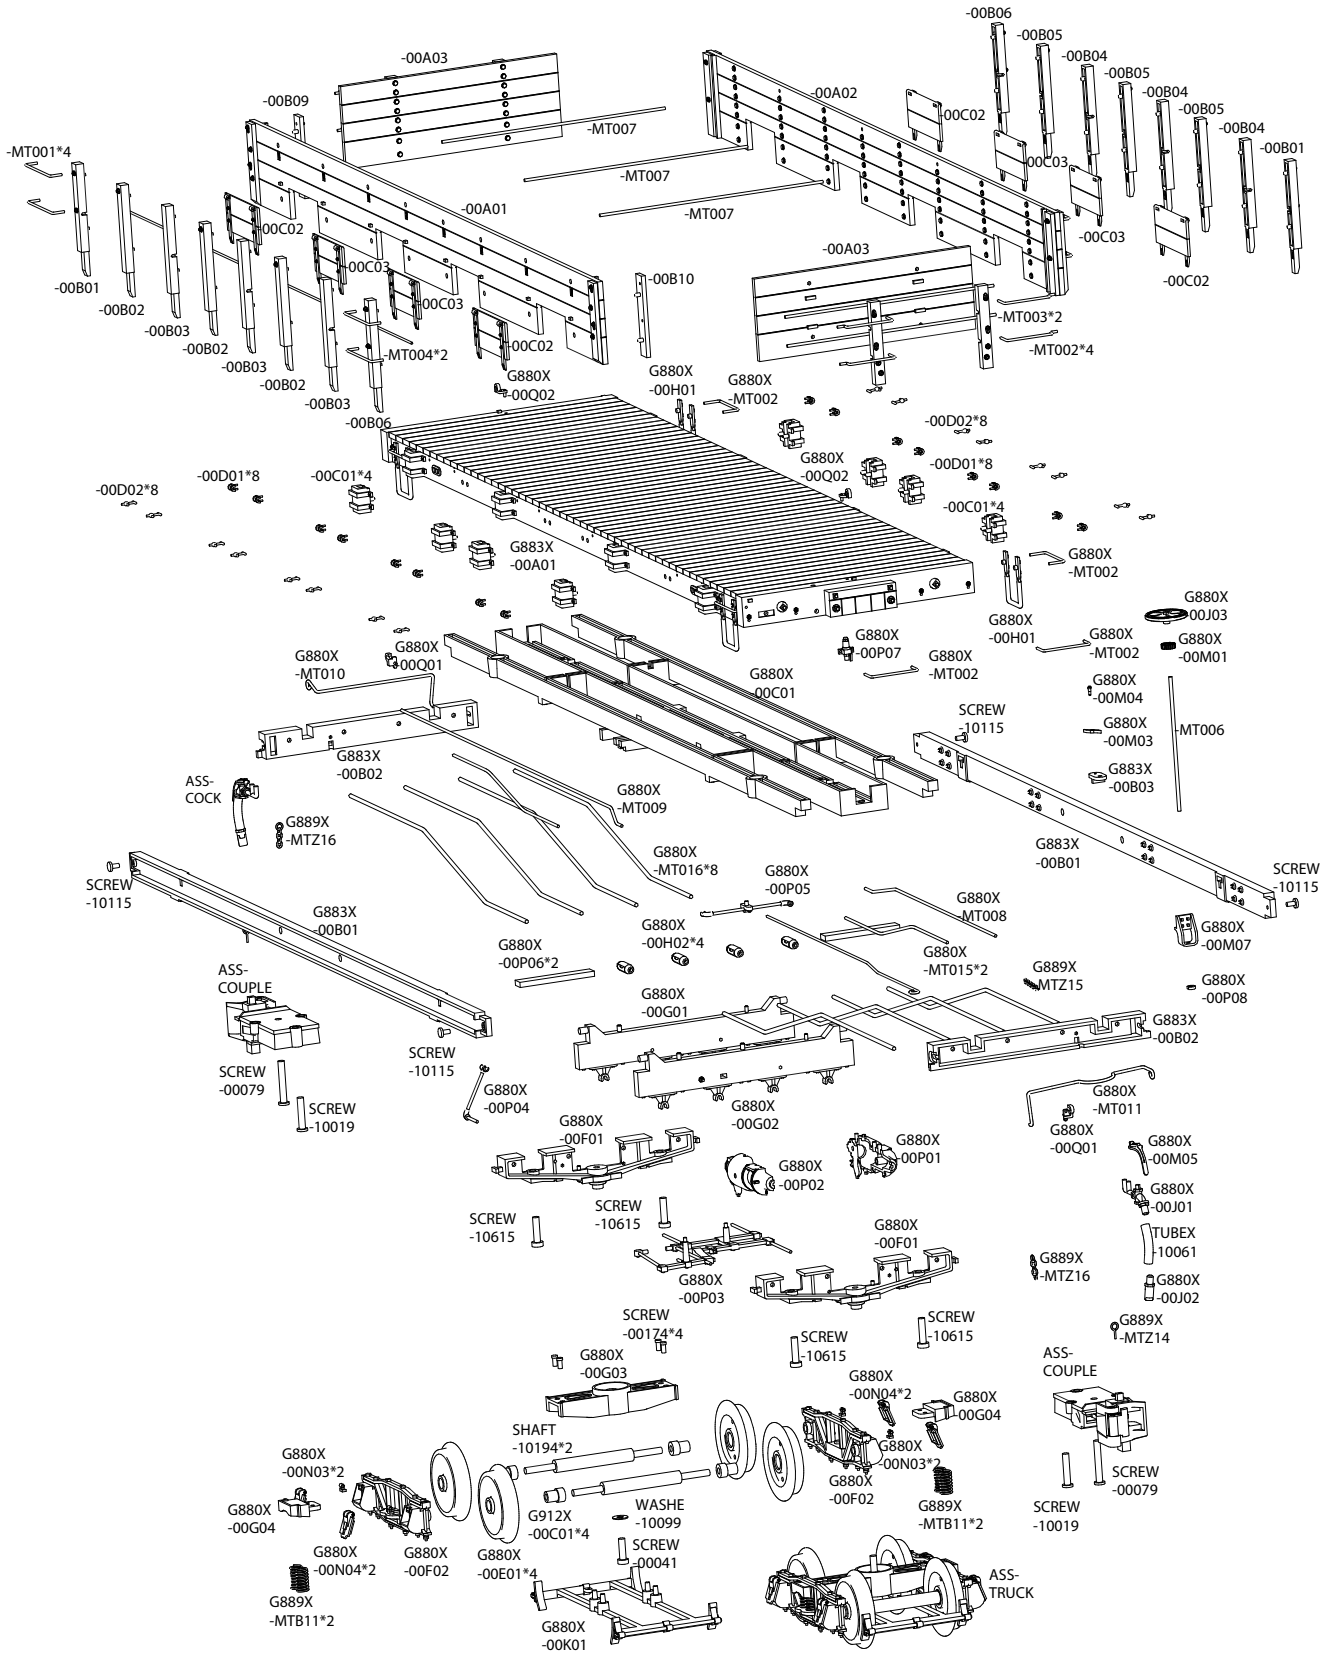 -00B06
-00B05
-00B04
-00B05
-00B04
-00B05
-00B04
-00B01
-00A03
-00A02
-00C02
-00B09
-MT007
-MT001*4
-MT007
-00C03
-MT007
-00A01
-00C02
-00C03
-00A03
-00C02
-00B01
-00C03
-00B10
-00B02
-00C03
-MT003*2
-00B03
-00B02
-MT004*2
-00C02
-MT002*4
-00B03
-00B02
-00B03
-00B06
G880X
-00Q02
G880X
-00H01
G880X
-MT002
-00D02*8
G880X
-00Q02
-00D01*8
-00D02*8
-00D01*8
-00C01*4
-00C01*4
G883X
-00A01
G880X
-MT002
G880X
-00H01
G880X
-00J03
G880X
-MT002
G880X
-00M01
G880X
-00P07
G880X
-MT002
G880X
-00Q01
G880X
-MT010
G880X
00C01
G880X
-00M04
SCREW
-10115
-MT006
G880X
-00M03
G883X
-00B02
G883X
-00B03
ASS-
COCK
G880X
-MT009
G889X
-MTZ16
G883X
-00B01
G880X
-MT016*8
SCREW
-10115
G880X
-00P05
SCREW
-10115
G883X
-00B01
G880X
-MT008
G880X
-00M07
G880X
-00P06*2
G880X
-00H02*4
G880X
-MT015*2
G889X
-MTZ15
G880X
-00P08
ASS-
COUPLE
G880X
-00G01
G883X
-00B02
SCREW
-10115
SCREW
-00079
SCREW
-10019
G880X
-00P04
G880X
-00G02
G880X
-MT011
G880X
-00Q01
G880X
-00F01
G880X
-00P01
G880X
-00M05
G880X
-00P02
G880X
-00J01
SCREW
-10615
SCREW
-10615
G880X
-00F01
TUBEX
-10061
G880X
-00P03
G889X
-MTZ16
G880X
-00J02
SCREW
-00174*4
SCREW
-10615
SCREW
-10615
G889X
-MTZ14
G880X
-00G03
ASS-
COUPLE
G880X
-00N04*2
G880X
00G04
SHAFT
-10194*2
G880X
-00N03*2
G880X
-00N03*2
G880X
-00F02
G880X
-00G04
G912X
-00C01*4
WASHE
-10099
G889X
-MTB11*2
SCREW
-10019
SCREW
-00079
G880X
-00N04*2
G880X
-00F02
G880X
-00E01*4
SCREW
-00041
G889X
-MTB11*2
ASS-
TRUCK
G880X
-00K01